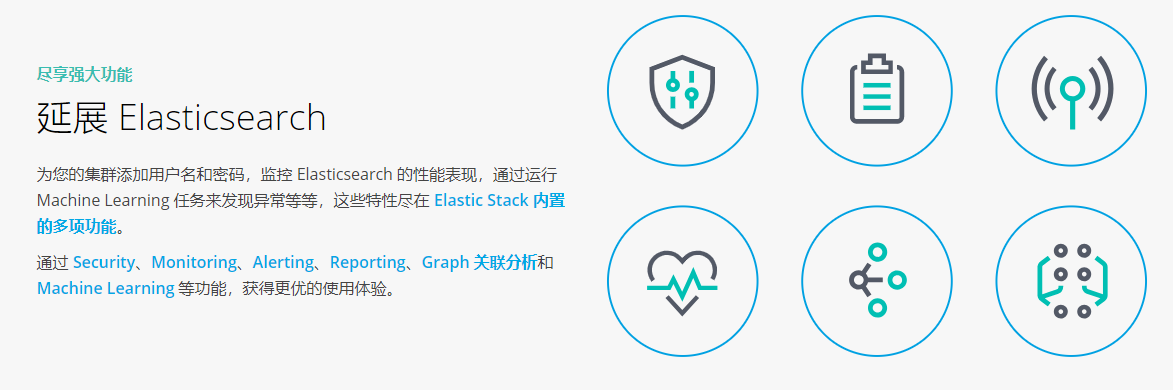 尽享强大功能
延展 Elasticsearch
为您的集群添加用户名和密码，监控 Elasticsearch 的性能表现，通过运行
Machine Learning 任务来发现异常等等，这些特性尽在 Elastic Stack 内置
的多项功能。
通过 Security、Monitoring、Alerting、Reporting、Graph 关联分析和
Machine Learning 等功能，获得更优的使用体验。